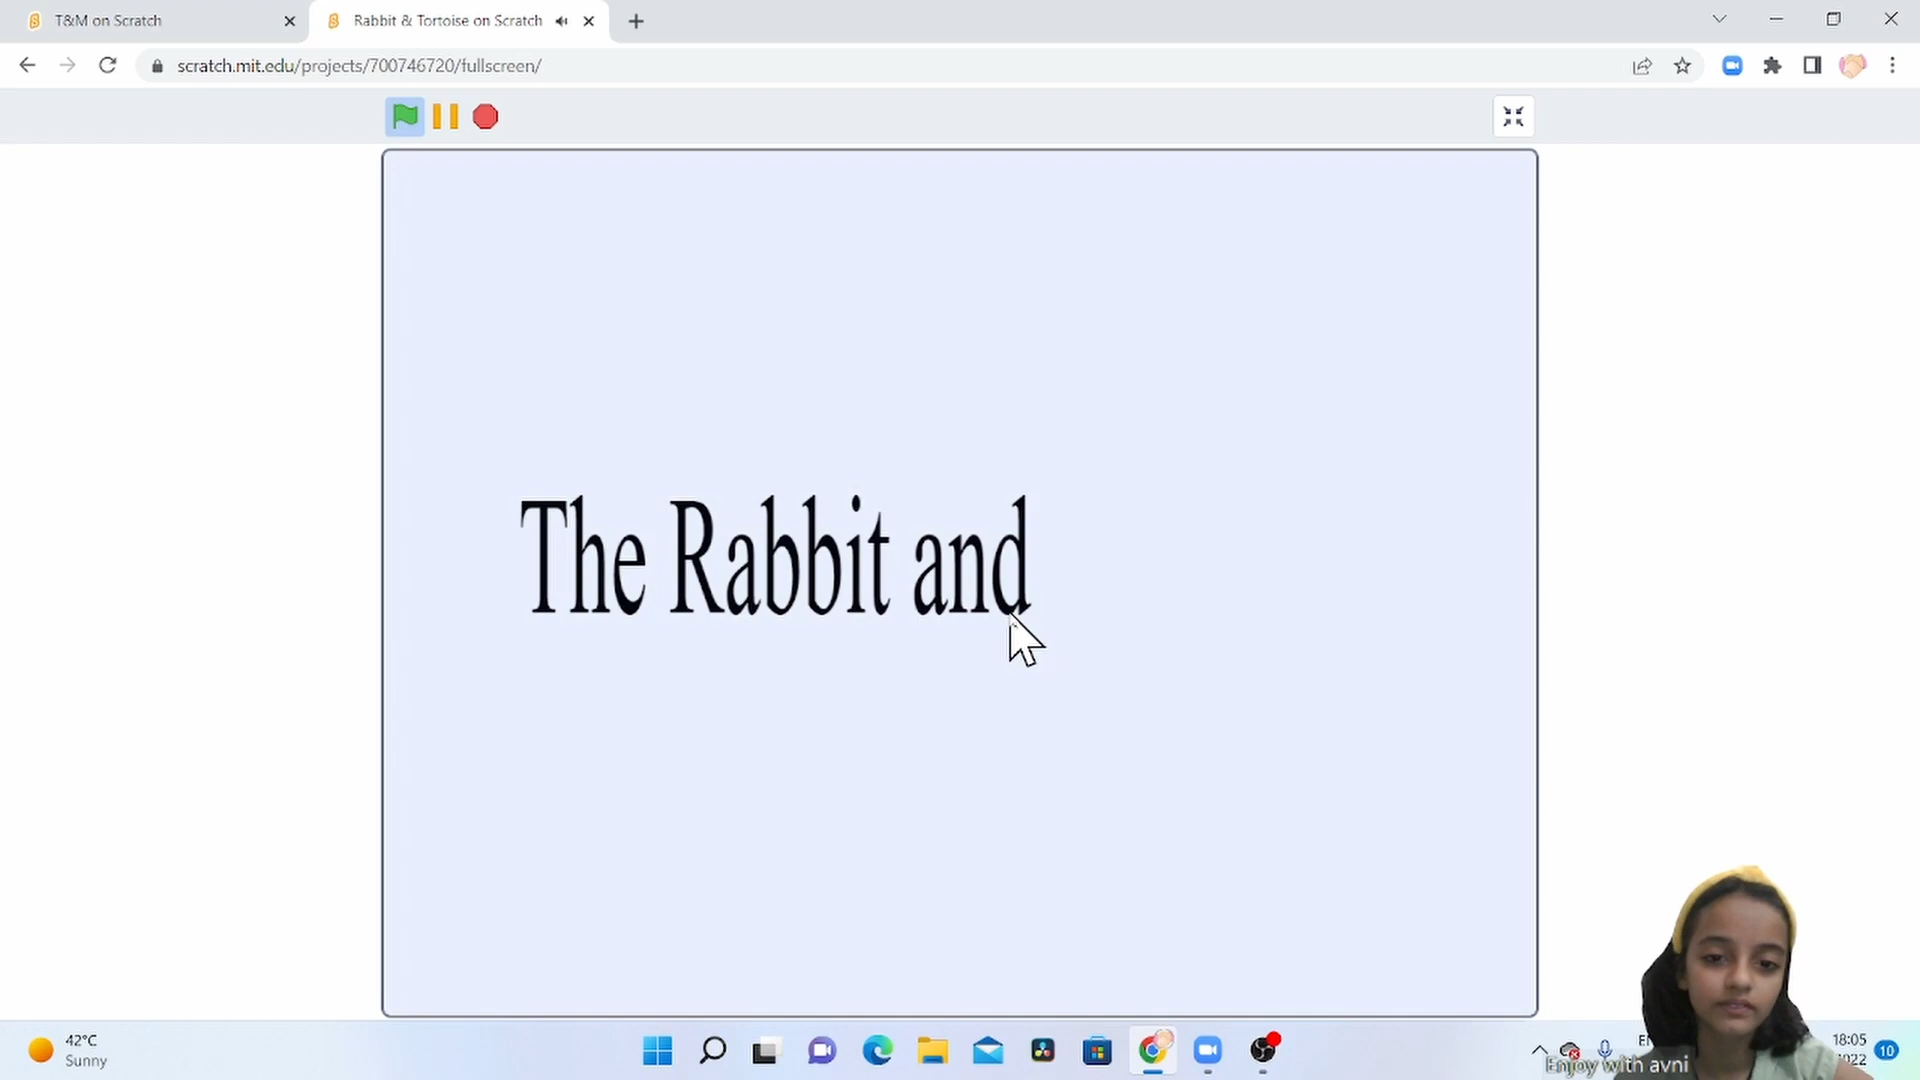 T&M on Scratch
Rabbit & Tortoise on Scratch
scratch.mit.edu/projects/700746720/fullscreen/
The Rabbit and
42°C
Sunny
18:05
10
Enjoy with avni